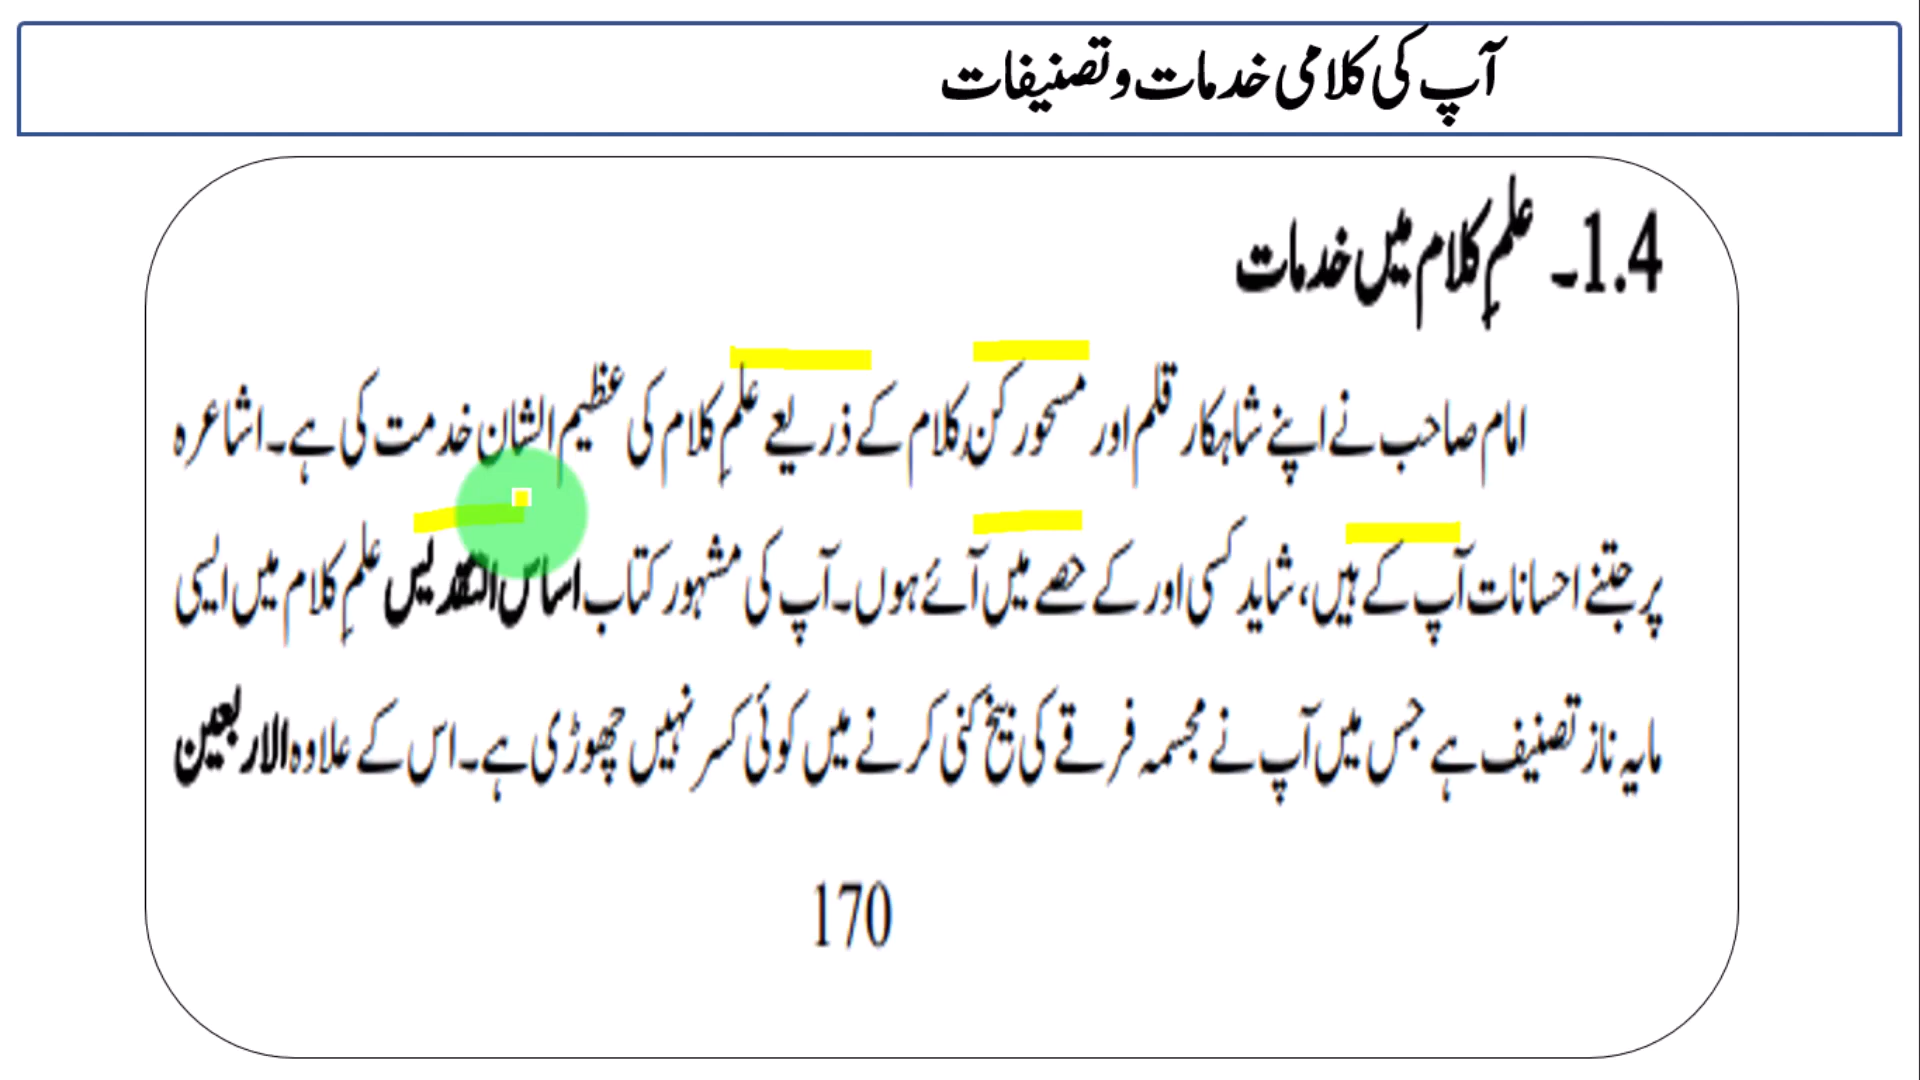 آپ کی کلامی خدمات و تصنیفات
1.4۔ علمِ کلام میں خدمات
امام صاحب نے اپنے شاہکار قلم اور مسحور کن کلام کے ذریعے علمِ کلام کی عظیم الشان خدمت کی ہے۔ اشاعرہ
پر جتنے احسانات آپ کے ہیں، شاید کسی اور کے حصے میں آئے ہوں۔ آپ کی مشہور کتاب اساس التقدیس علمِ کلام میں ایسی
مایہ ناز تصنیف ہے جس میں آپ نے مجسمہ فرقے کی بیخ کنی کرنے میں کوئی کسر نہیں چھوڑی ہے۔ اس کے علاوہ الاربعین
170